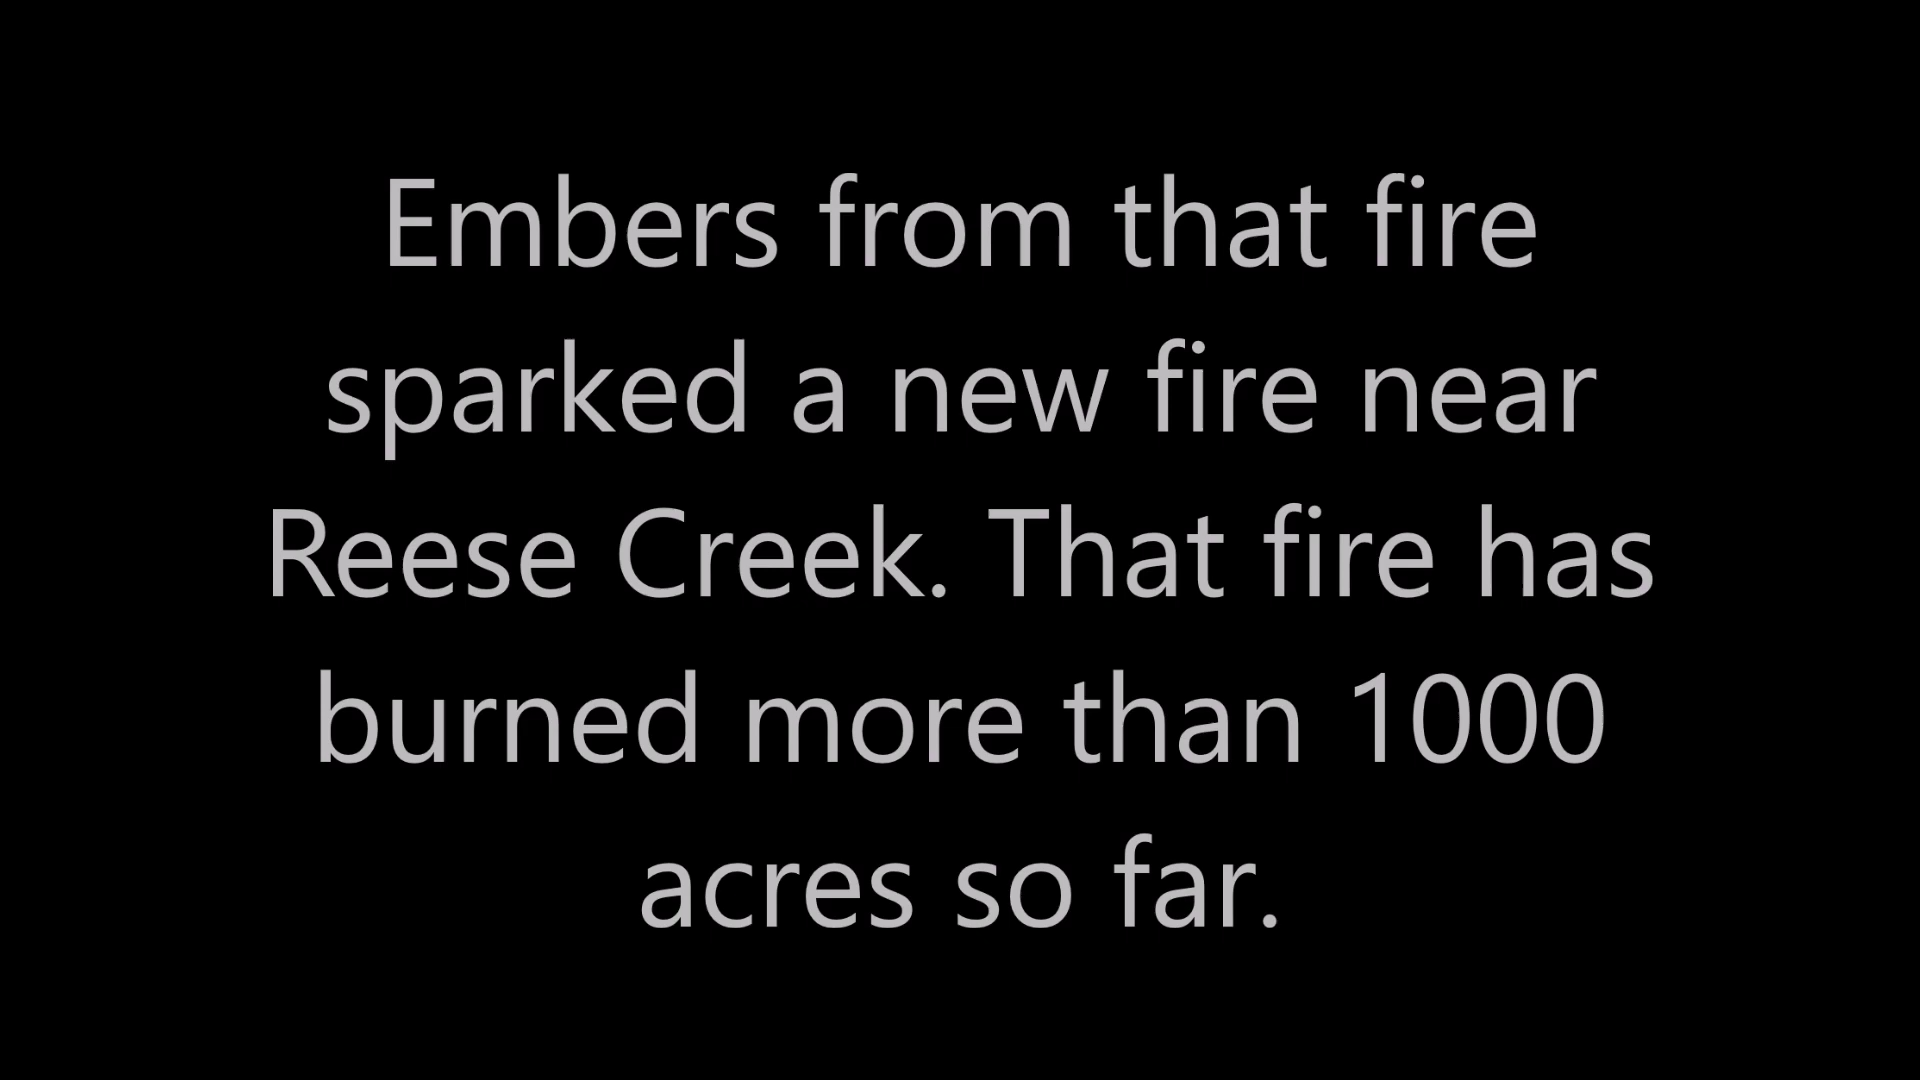 Embers from that fire
sparked a new fire near
Reese Creek. That fire has
burned more than 1000
acres so far.